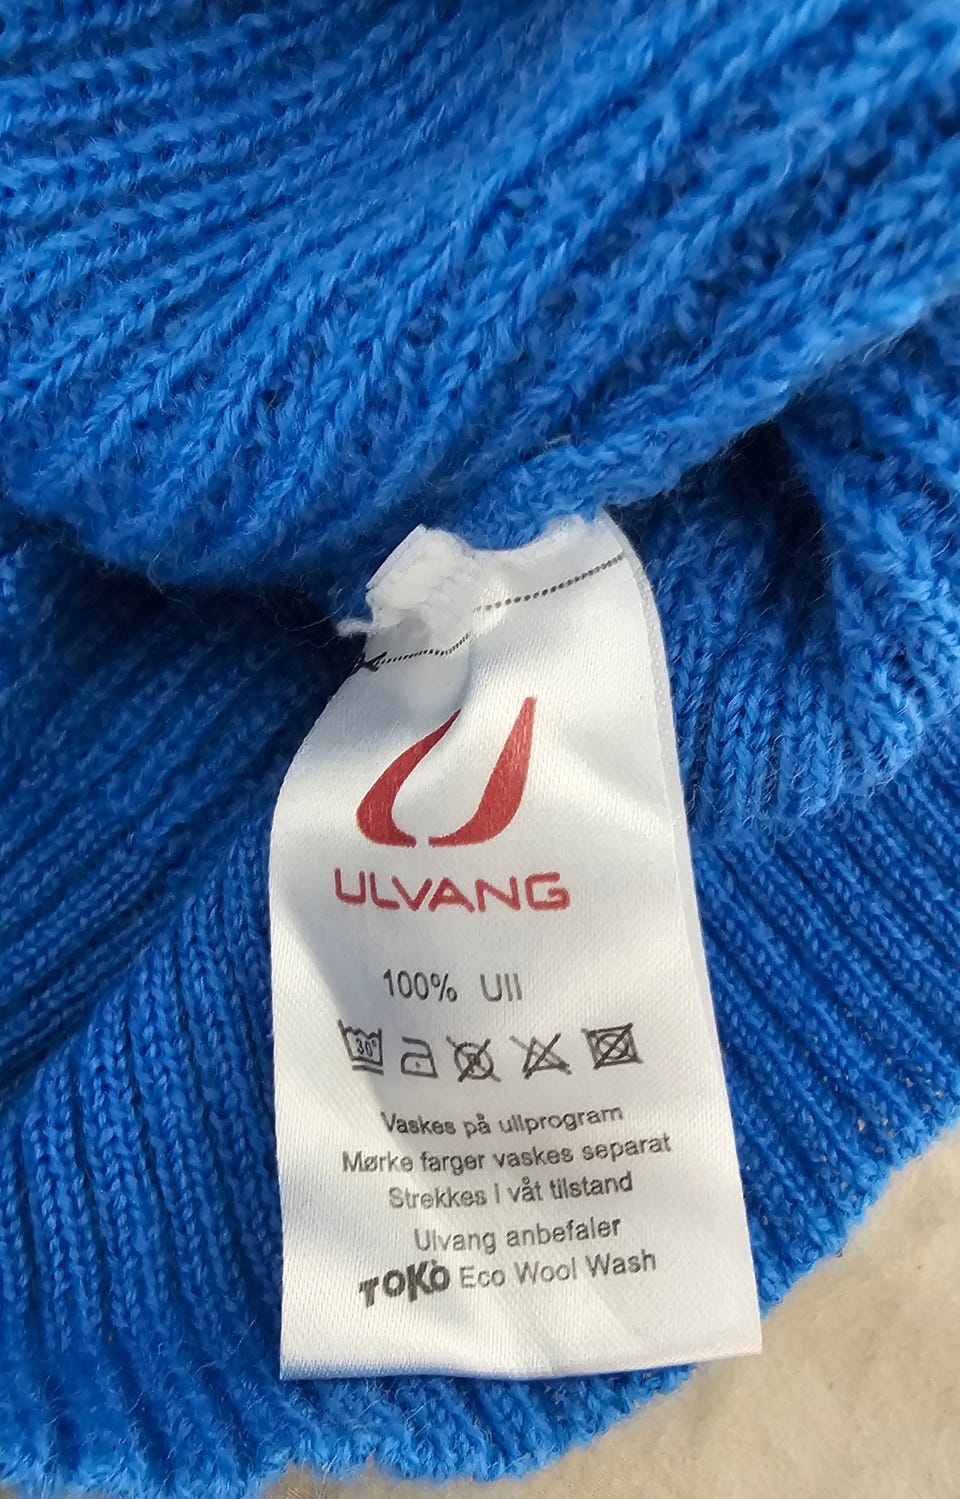 ULVANG
100% Ull
30°
Vaskes på ullprogram
Mørke farger vaskes separat
Strekkes i våt tilstand
Ulvang anbefaler
TOKO Eco Wool Wash